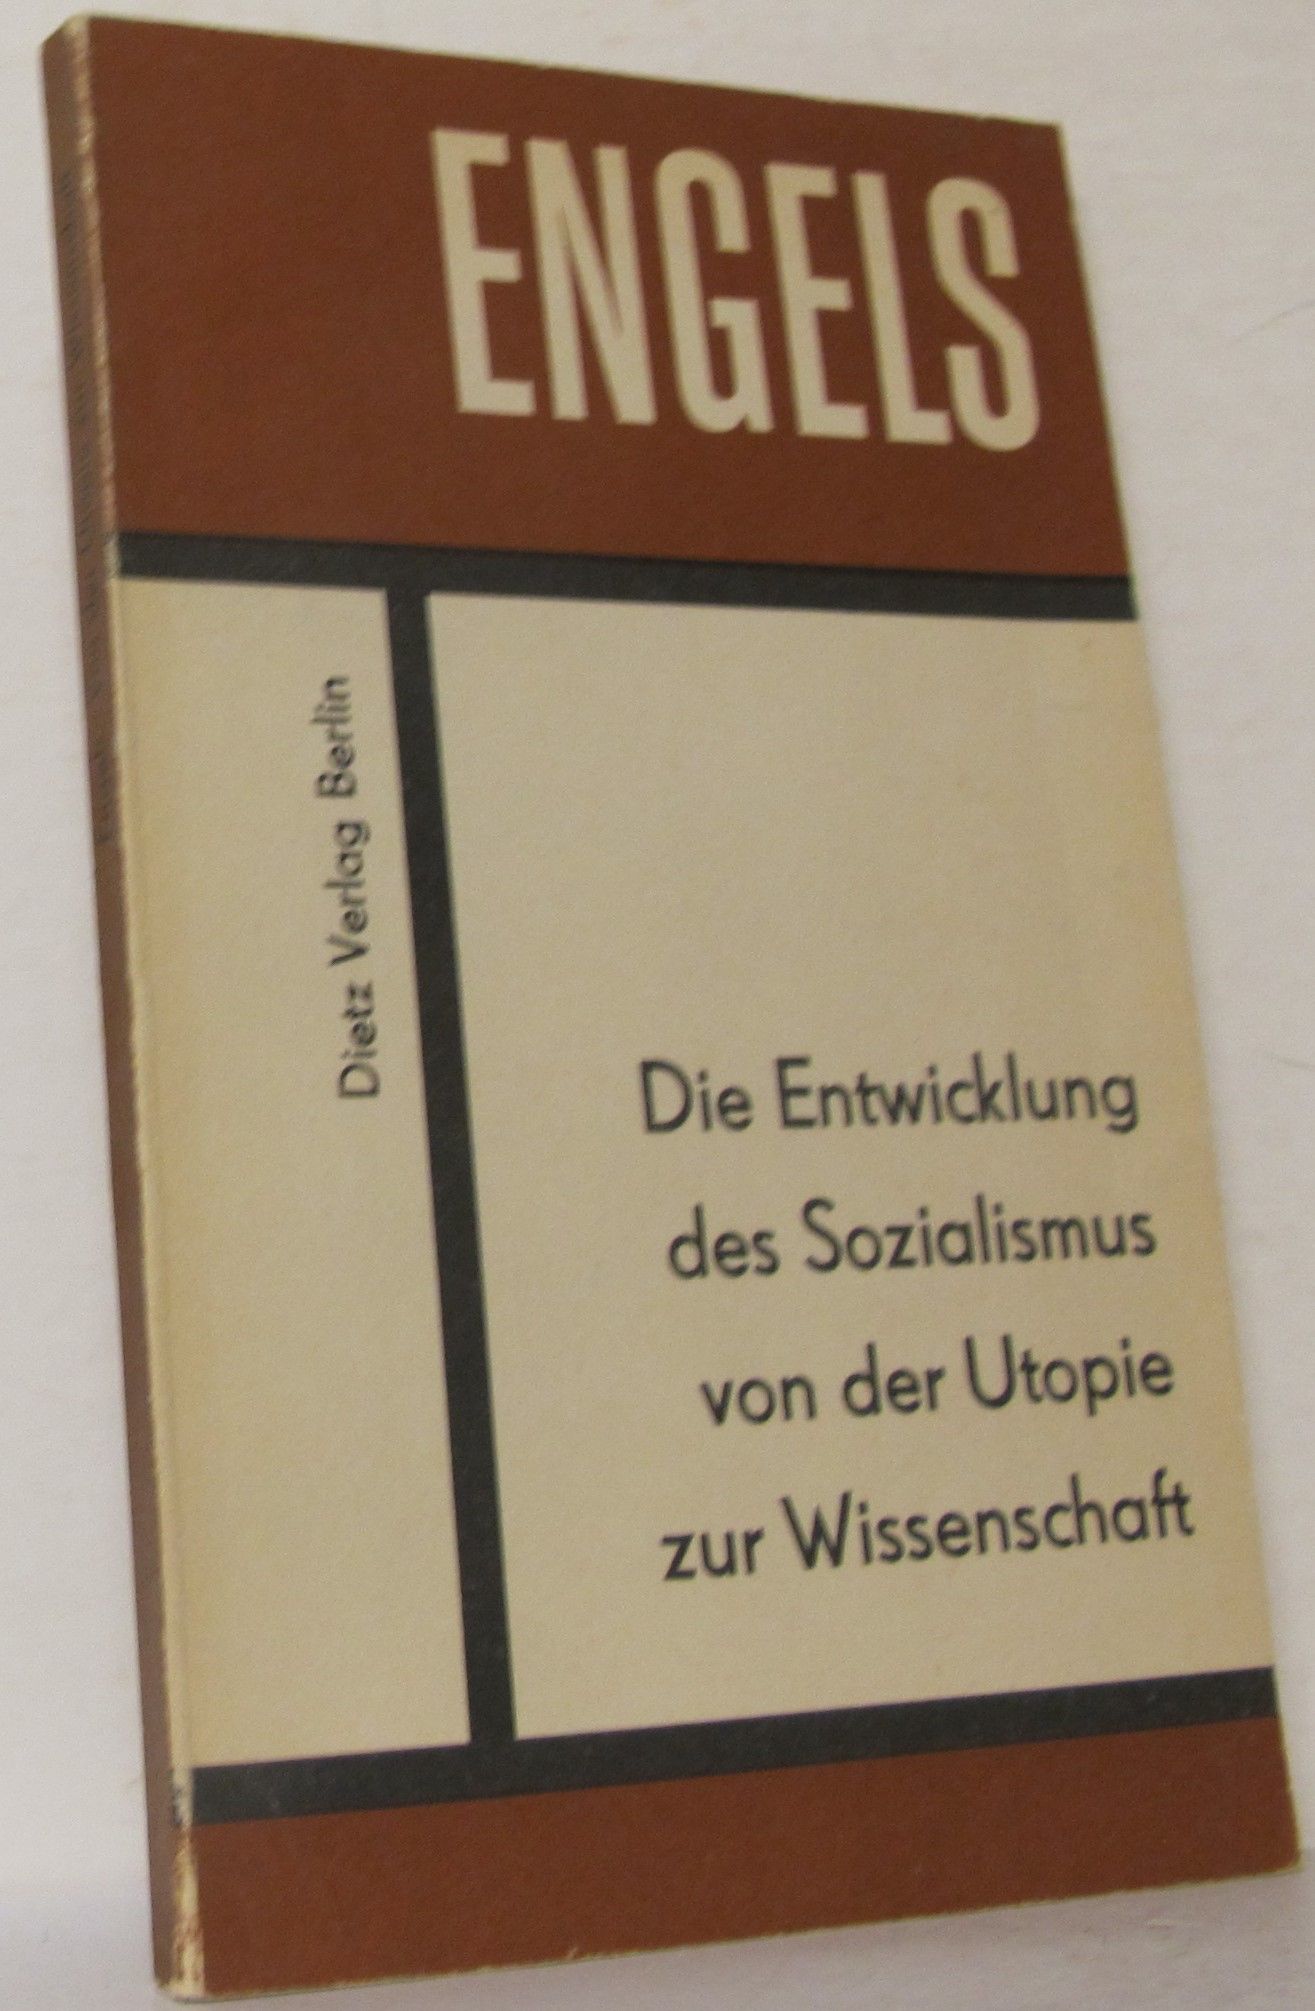 ENGELS
Dietz Verlag Berlin
Die Entwicklung
des Sozialismus
von der Utopie
zur Wissenschaft